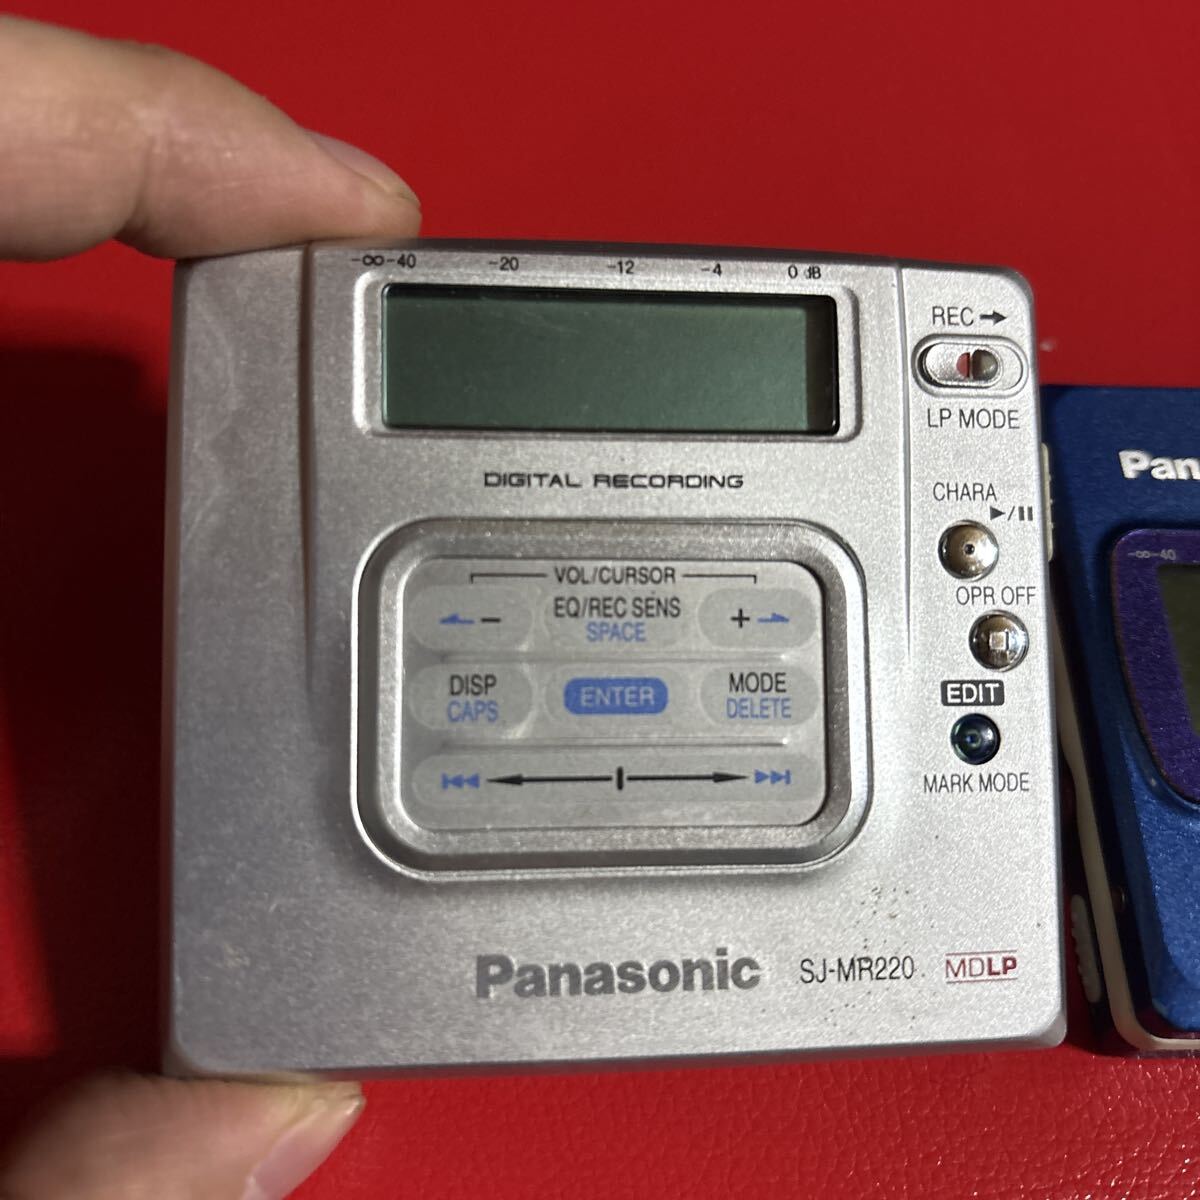 -∞-40 -20 -12 -4 0 dB
REC→
LP MODE
DIGITAL RECORDING
CHARA
▶/❚❚
VOL/CURSOR
− EQ/REC SENS +
SPACE
OPR OFF
DISP MODE
CAPS ENTER DELETE
EDIT
MARK MODE
Panasonic SJ-MR220 MDLP
Pan
-∞-40